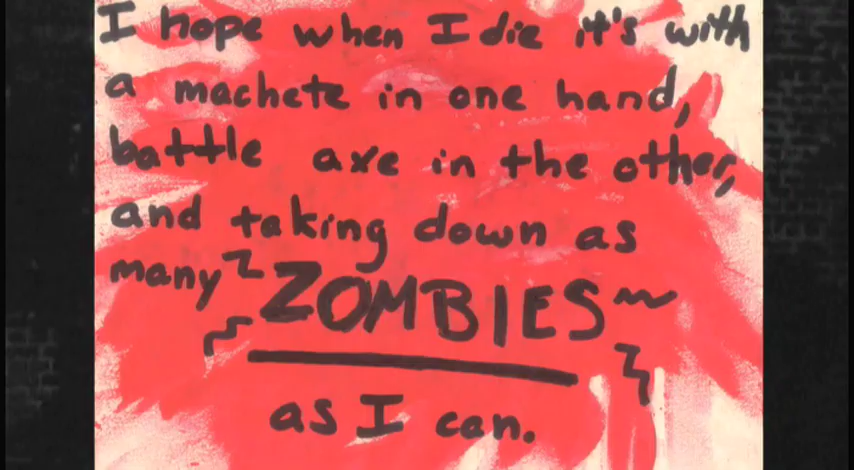 I hope when I die it's with
a machete in one hand,
battle axe in the other,
and taking down as
many ZOMBIES
as I can.